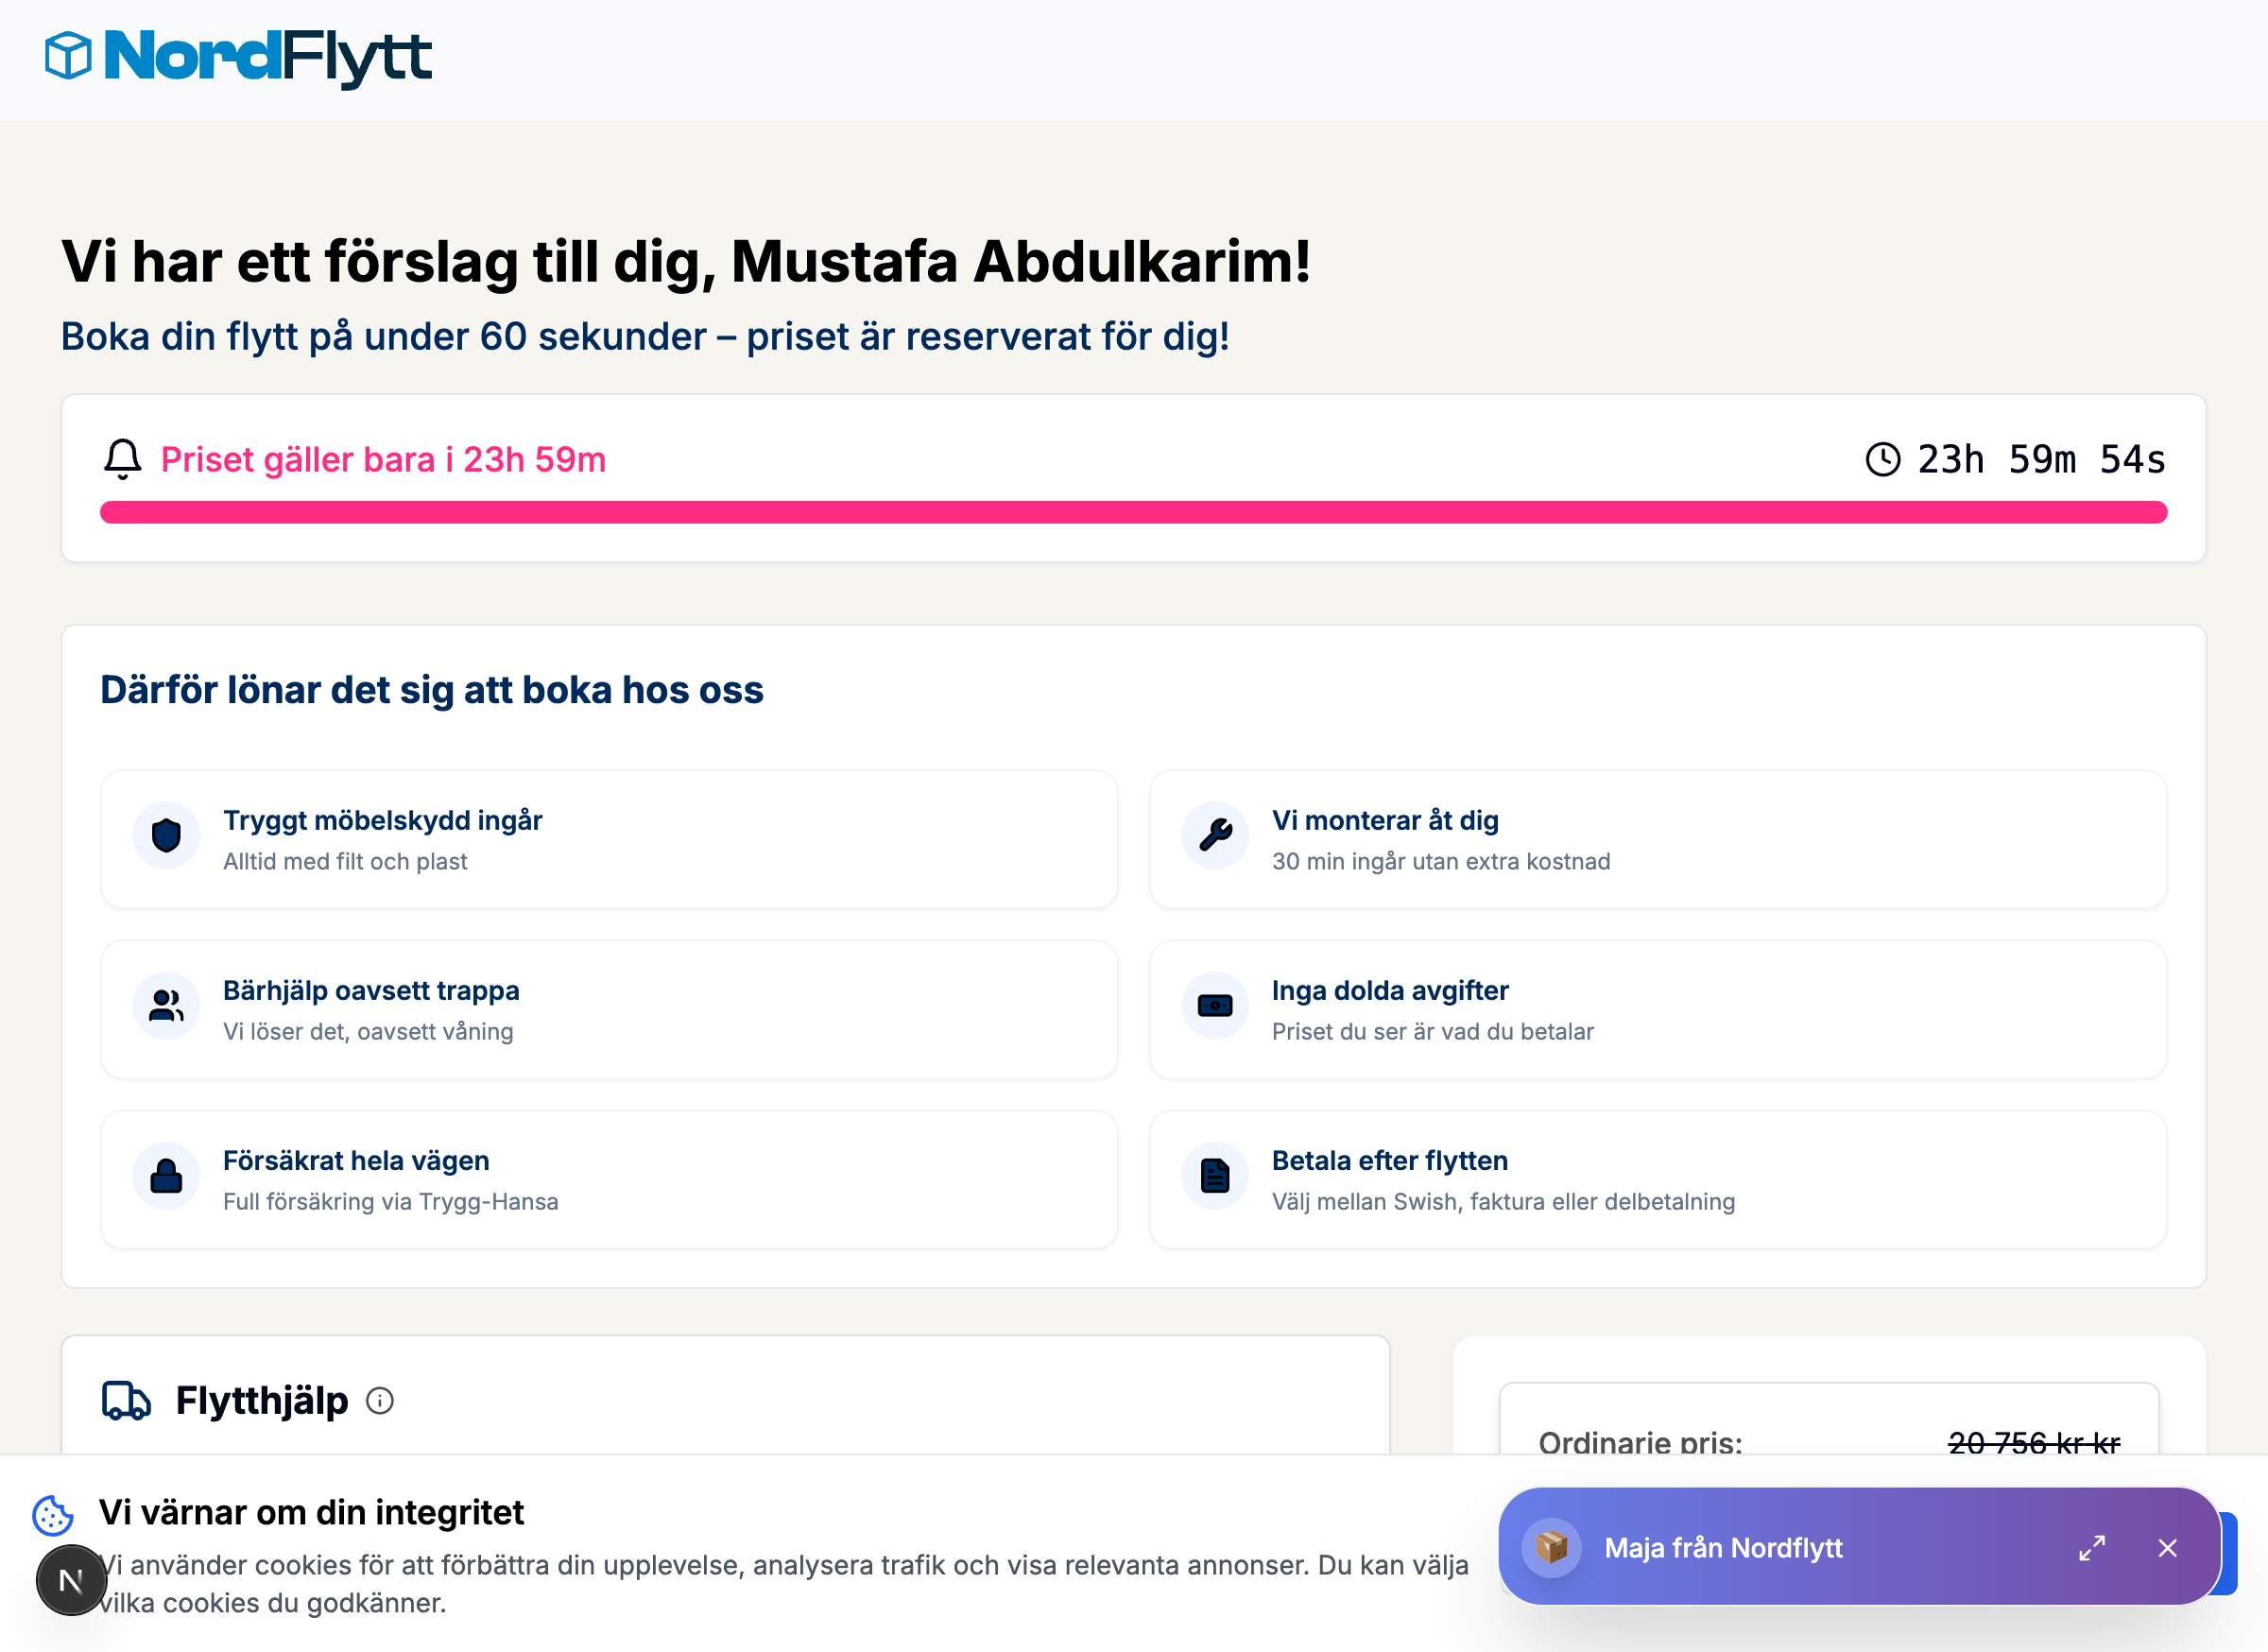 NordFlytt
Vi har ett förslag till dig, Mustafa Abdulkarim!
Boka din flytt på under 60 sekunder – priset är reserverat för dig!
Priset gäller bara i 23h 59m
23h 59m 54s
Därför lönar det sig att boka hos oss
Tryggt möbelskydd ingår
Alltid med filt och plast
Vi monterar åt dig
30 min ingår utan extra kostnad
Bärhjälp oavsett trappa
Vi löser det, oavsett våning
Inga dolda avgifter
Priset du ser är vad du betalar
Försäkrat hela vägen
Full försäkring via Trygg-Hansa
Betala efter flytten
Välj mellan Swish, faktura eller delbetalning
Flytthjälp
Ordinarie pris:
20 756 kr kr
Vi värnar om din integritet
Vi använder cookies för att förbättra din upplevelse, analysera trafik och visa relevanta annonser. Du kan välja
vilka cookies du godkänner.
N
Maja från Nordflytt